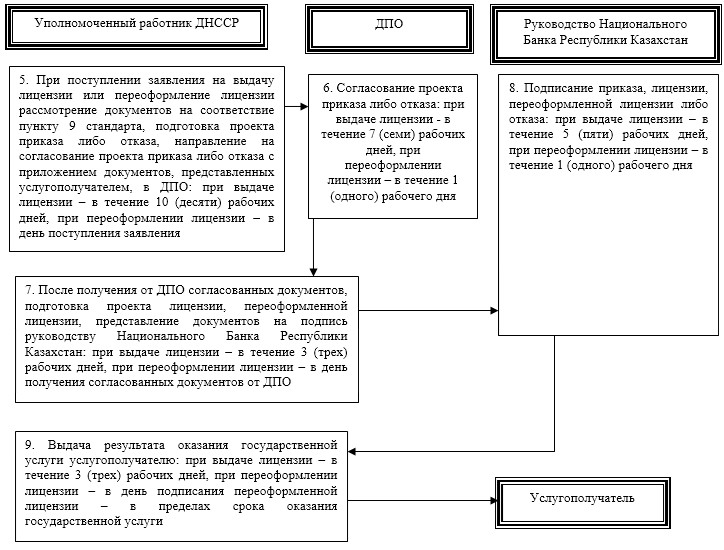 Уполномоченный работник ДНССР
ДПО
Руководство Национального
Банка Республики Казахстан
5. При поступлении заявления на выдачу
лицензии или переоформление лицензии
рассмотрение документов на соответствие
пункту 9 стандарта, подготовка проекта
приказа либо отказа, направление на
согласование проекта приказа либо отказа с
приложением документов, представленных
услугополучателем, в ДПО: при выдаче
лицензии – в течение 10 (десяти) рабочих
дней, при переоформлении лицензии – в
день поступления заявления
6. Согласование проекта
приказа либо отказа: при
выдаче лицензии - в
течение 7 (семи) рабочих
дней, при
переоформлении
лицензии – в течение 1
(одного) рабочего дня
8. Подписание приказа, лицензии,
переоформленной лицензии либо
отказа: при выдаче лицензии – в
течение 5 (пяти) рабочих дней,
при переоформлении лицензии – в
течение 1 (одного) рабочего дня
7. После получения от ДПО согласованных документов,
подготовка проекта лицензии, переоформленной
лицензии, представление документов на подпись
руководству Национального Банка Республики
Казахстан: при выдаче лицензии – в течение 3 (трех)
рабочих дней, при переоформлении лицензии – в день
получения согласованных документов от ДПО
9. Выдача результата оказания государственной
услуги услугополучателю: при выдаче лицензии – в
течение 3 (трех) рабочих дней, при переоформлении
лицензии – в день подписания переоформленной
лицензии – в пределах срока оказания
государственной услуги
Услугополучатель